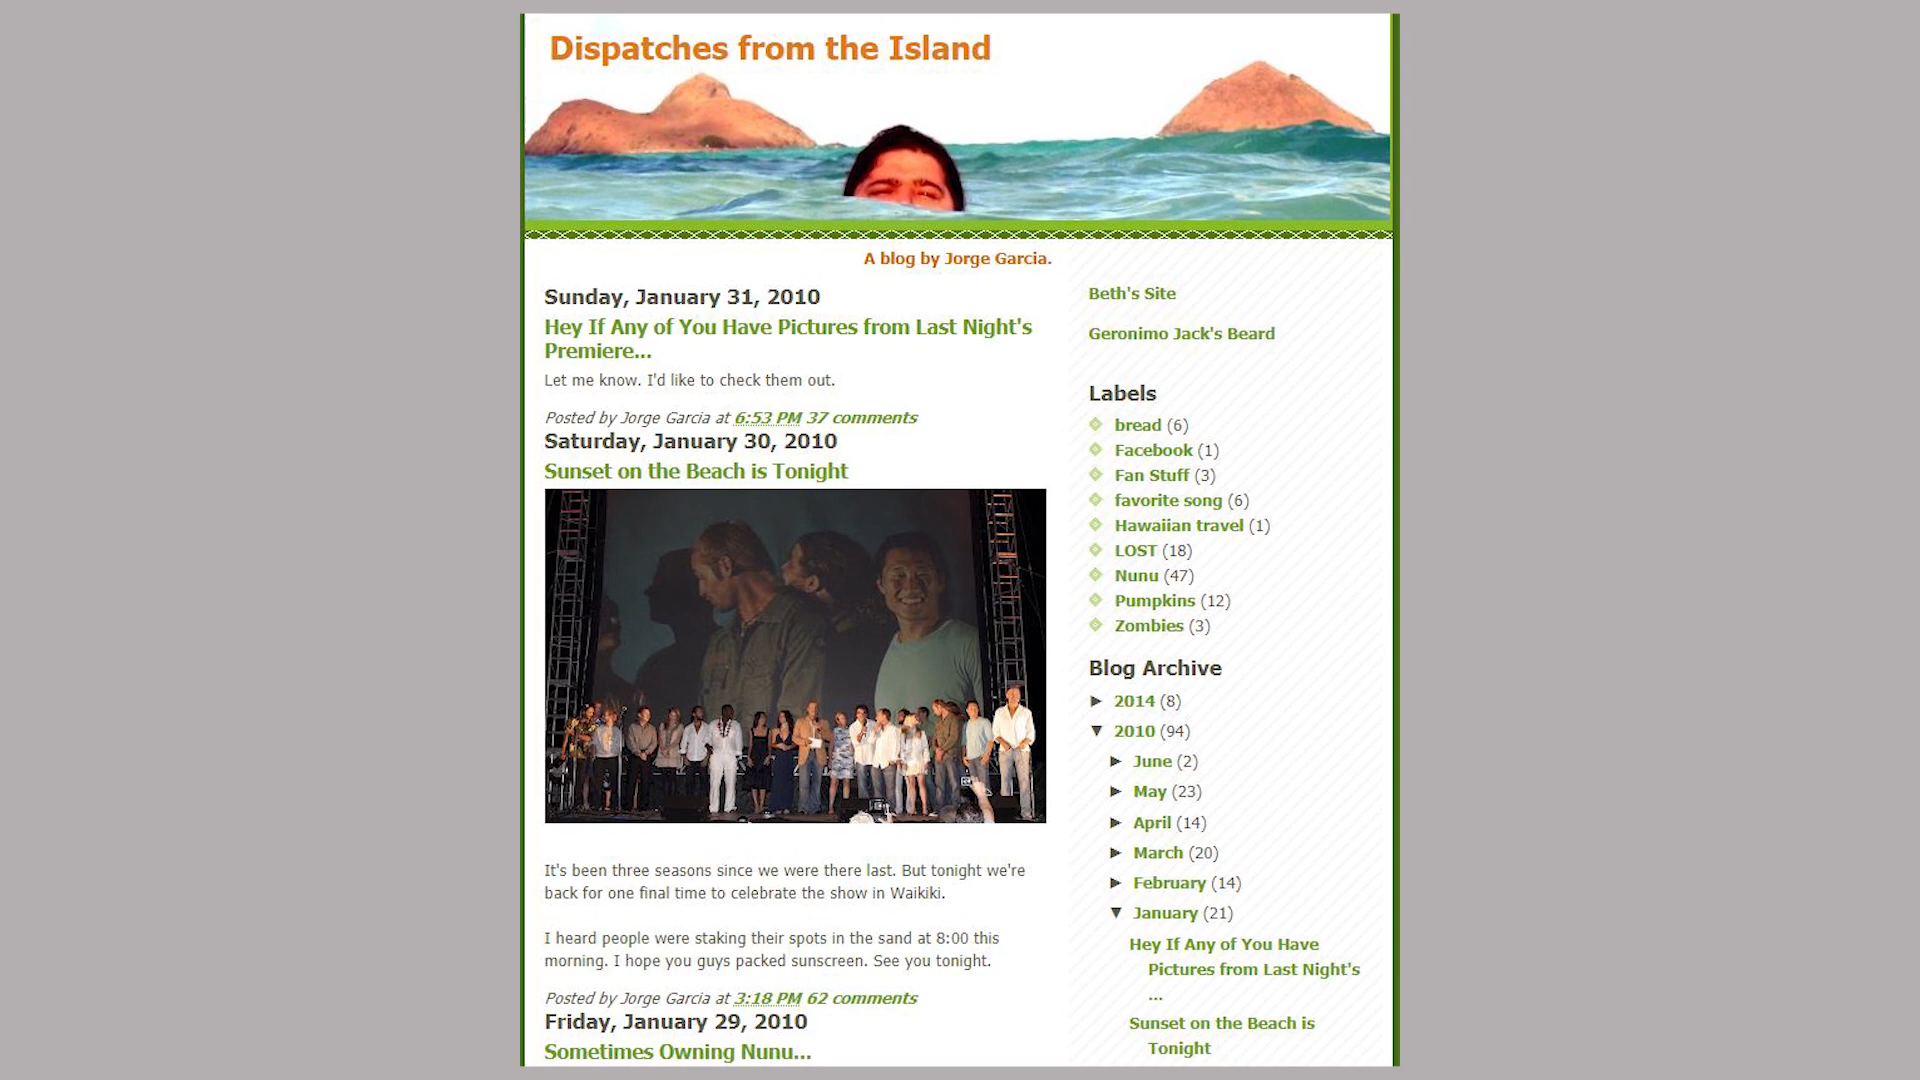 Dispatches from the Island
A blog by Jorge Garcia.
Sunday, January 31, 2010
Hey If Any of You Have Pictures from Last Night's
Premiere...
Let me know. I'd like to check them out.
Posted by Jorge Garcia at 6:53 PM 37 comments
Saturday, January 30, 2010
Sunset on the Beach is Tonight
It's been three seasons since we were there last. But tonight we're
back for one final time to celebrate the show in Waikiki.
I heard people were staking their spots in the sand at 8:00 this
morning. I hope you guys packed sunscreen. See you tonight.
Posted by Jorge Garcia at 3:18 PM 62 comments
Friday, January 29, 2010
Sometimes Owning Nunu...
Beth's Site
Geronimo Jack's Beard
Labels
bread (6)
Facebook (1)
Fan Stuff (3)
favorite song (6)
Hawaiian travel (1)
LOST (18)
Nunu (47)
Pumpkins (12)
Zombies (3)
Blog Archive
► 2014 (8)
▼ 2010 (94)
► June (2)
► May (23)
► April (14)
► March (20)
► February (14)
▼ January (21)
Hey If Any of You Have
Pictures from Last Night's
...
Sunset on the Beach is
Tonight